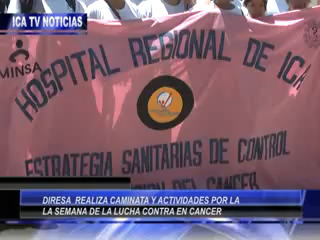 ICA TV NOTICIAS
MINSA
HOSPITAL REGIONAL DE ICA
ESTRATEGIA SANITARIAS DE CONTROL
DEL CANCER
DIRESA REALIZA CAMINATA Y ACTIVIDADES POR LA
LA SEMANA DE LA LUCHA CONTRA EN CANCER